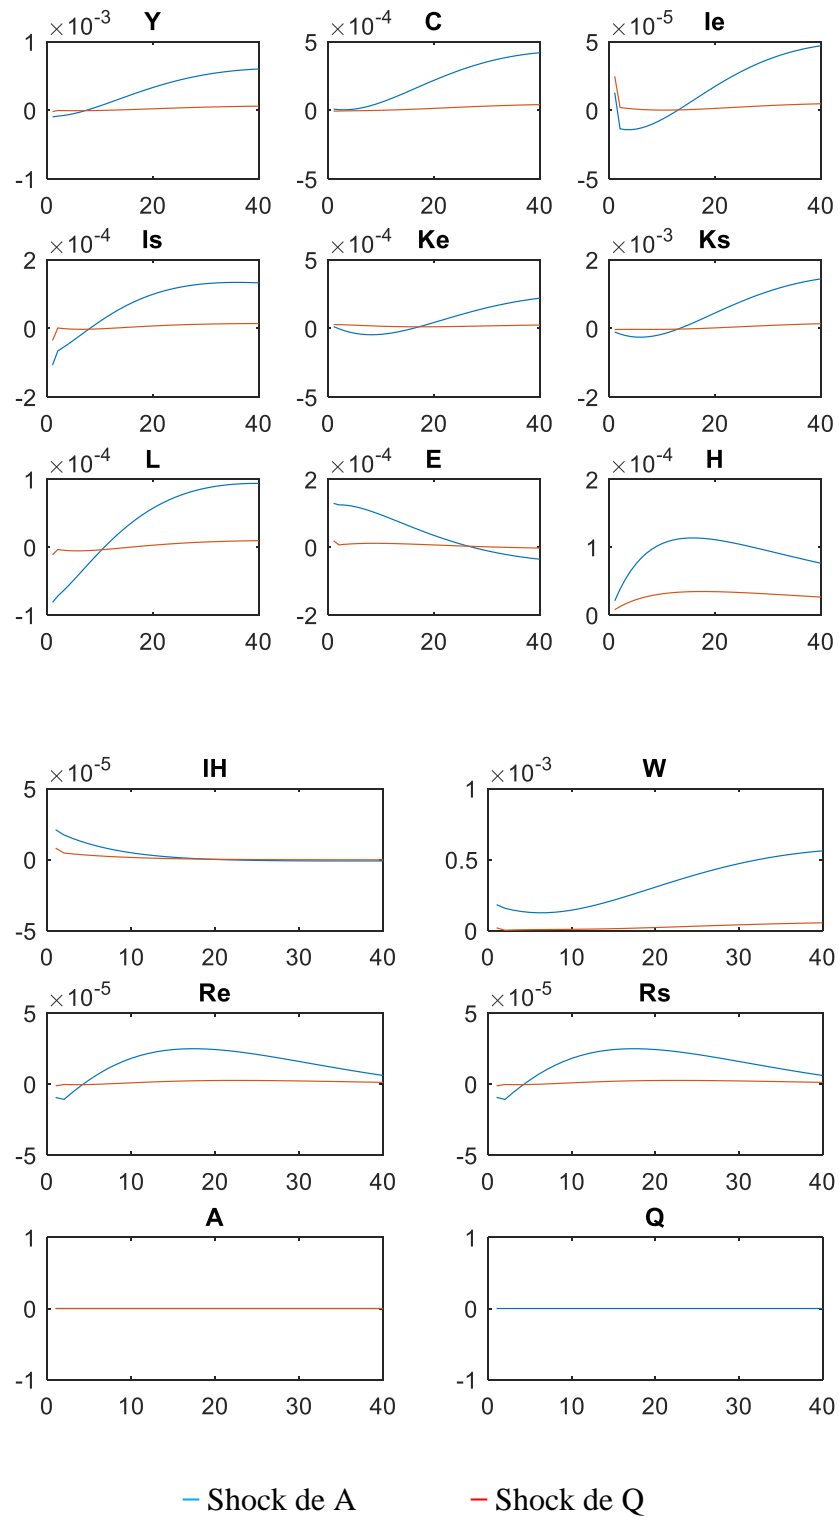 ×10⁻³ Y ×10⁻⁴ C ×10⁻⁵ Ie
1 5 5
0 0 0
-1 -5 -5
0 20 40 0 20 40 0 20 40
×10⁻⁴ Is ×10⁻⁴ Ke ×10⁻³ Ks
2 5 2
0 0 0
-2 -5 -2
0 20 40 0 20 40 0 20 40
×10⁻⁴ L ×10⁻⁴ E ×10⁻⁴ H
1 2 2
0 0 1
-1 -2 0
0 20 40 0 20 40 0 20 40
×10⁻⁵ IH ×10⁻³ W
5 1
0 0.5
-5 0
0 10 20 30 40 0 10 20 30 40
×10⁻⁵ Re ×10⁻⁵ Rs
5 5
0 0
-5 -5
0 10 20 30 40 0 10 20 30 40
A Q
1 1
0 0
-1 -1
0 10 20 30 40 0 10 20 30 40
Shock de A Shock de Q